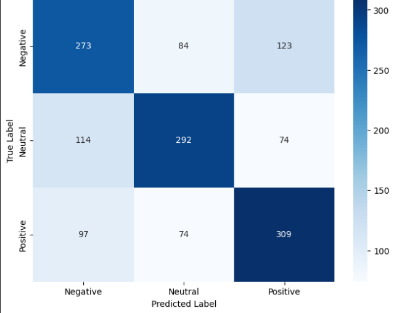 300
Negative 273 84 123
250
200
True Label
Neutral 114 292 74
150
Positive 97 74 309
100
Negative Neutral Positive
Predicted Label